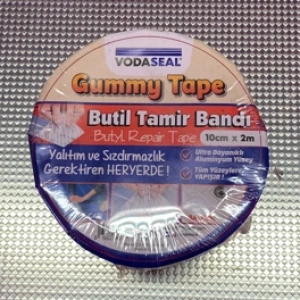 VODASEAL
Gummy Tape
Butil Tamir Bandı
Butyl Repair Tape
10cm x 2m
Yalıtım ve Sızdırmazlık
Gerektiren HERYERDE!
Ultra Dayanıklı
Aluminyum Yüzey
Tüm Yüzeylere
YAPIŞIR!